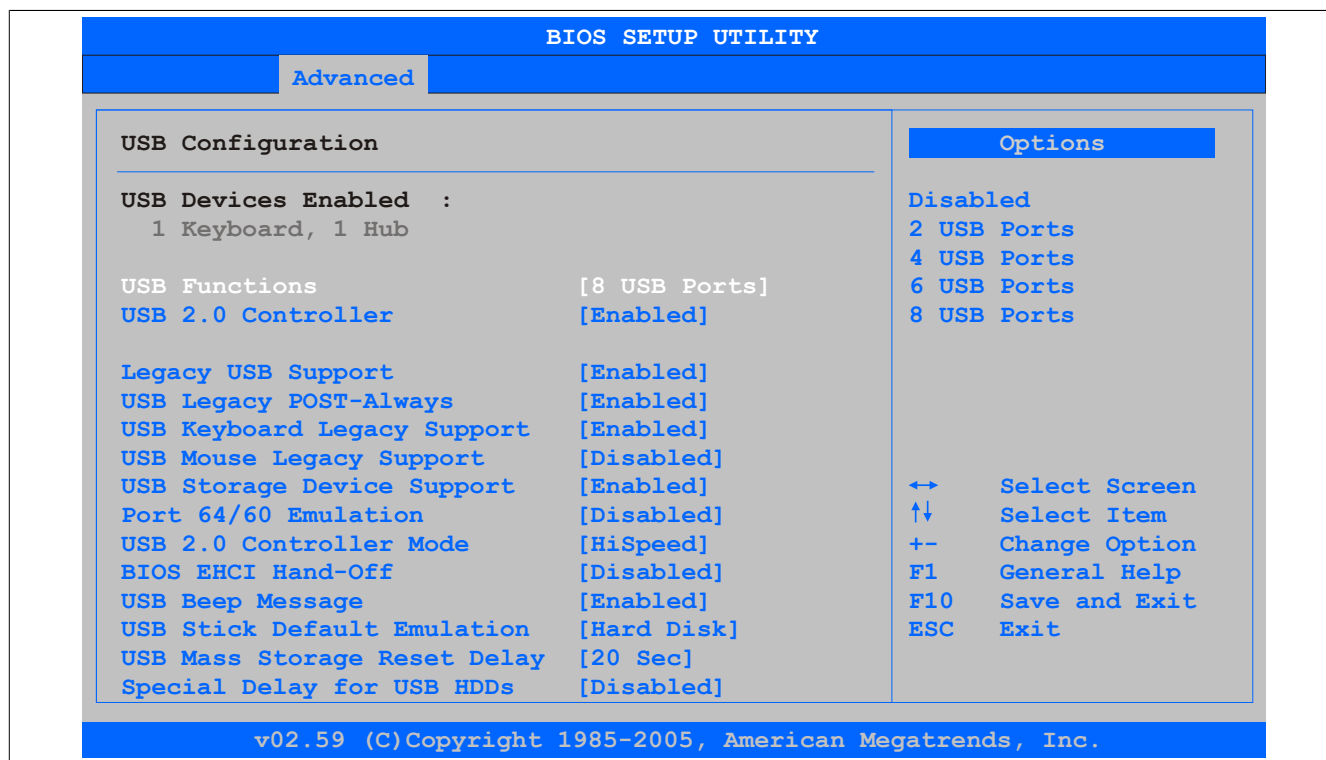 BIOS SETUP UTILITY
Advanced
USB Configuration
USB Devices Enabled :
1 Keyboard, 1 Hub
USB Functions [8 USB Ports]
USB 2.0 Controller [Enabled]
Legacy USB Support [Enabled]
USB Legacy POST-Always [Enabled]
USB Keyboard Legacy Support [Enabled]
USB Mouse Legacy Support [Disabled]
USB Storage Device Support [Enabled]
Port 64/60 Emulation [Disabled]
USB 2.0 Controller Mode [HiSpeed]
BIOS EHCI Hand-Off [Disabled]
USB Beep Message [Enabled]
USB Stick Default Emulation [Hard Disk]
USB Mass Storage Reset Delay [20 Sec]
Special Delay for USB HDDs [Disabled]
Options
Disabled
2 USB Ports
4 USB Ports
6 USB Ports
8 USB Ports
↔ Select Screen
↑↓ Select Item
+- Change Option
F1 General Help
F10 Save and Exit
ESC Exit
v02.59 (C)Copyright 1985-2005, American Megatrends, Inc.